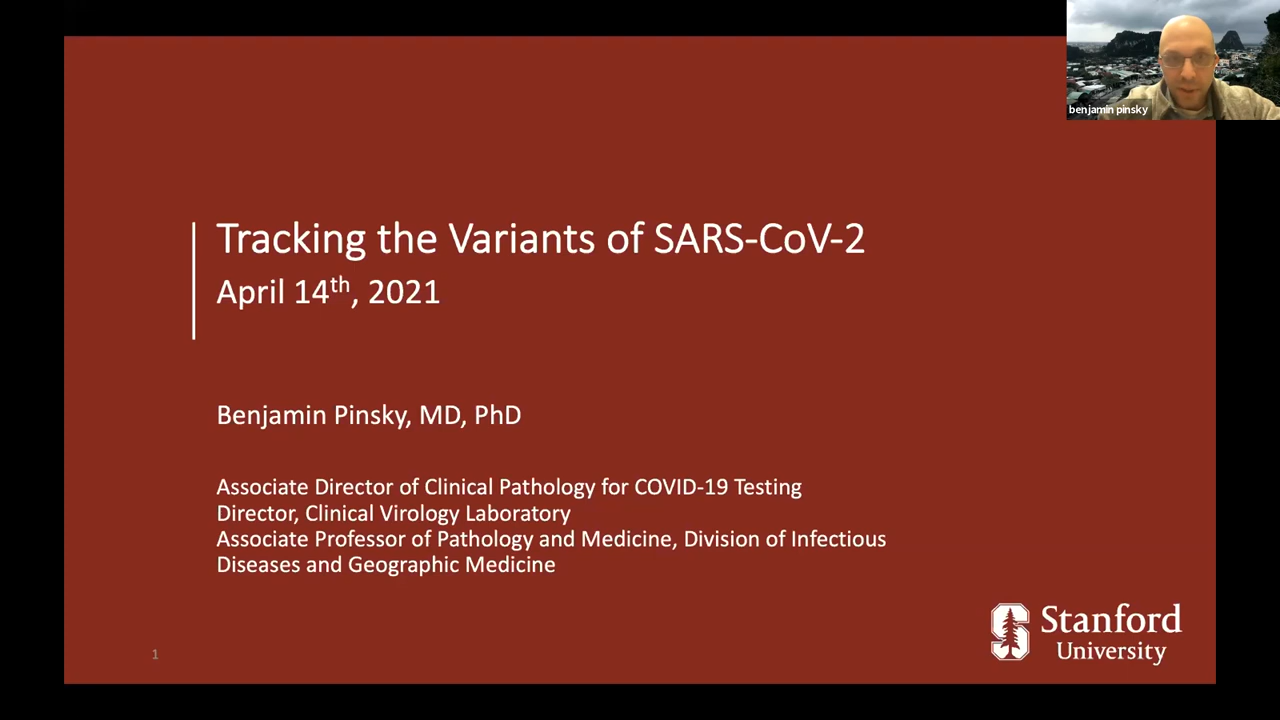 benjamin pinsky
Tracking the Variants of SARS-CoV-2
April 14th, 2021
Benjamin Pinsky, MD, PhD
Associate Director of Clinical Pathology for COVID-19 Testing
Director, Clinical Virology Laboratory
Associate Professor of Pathology and Medicine, Division of Infectious
Diseases and Geographic Medicine
Stanford
University
1